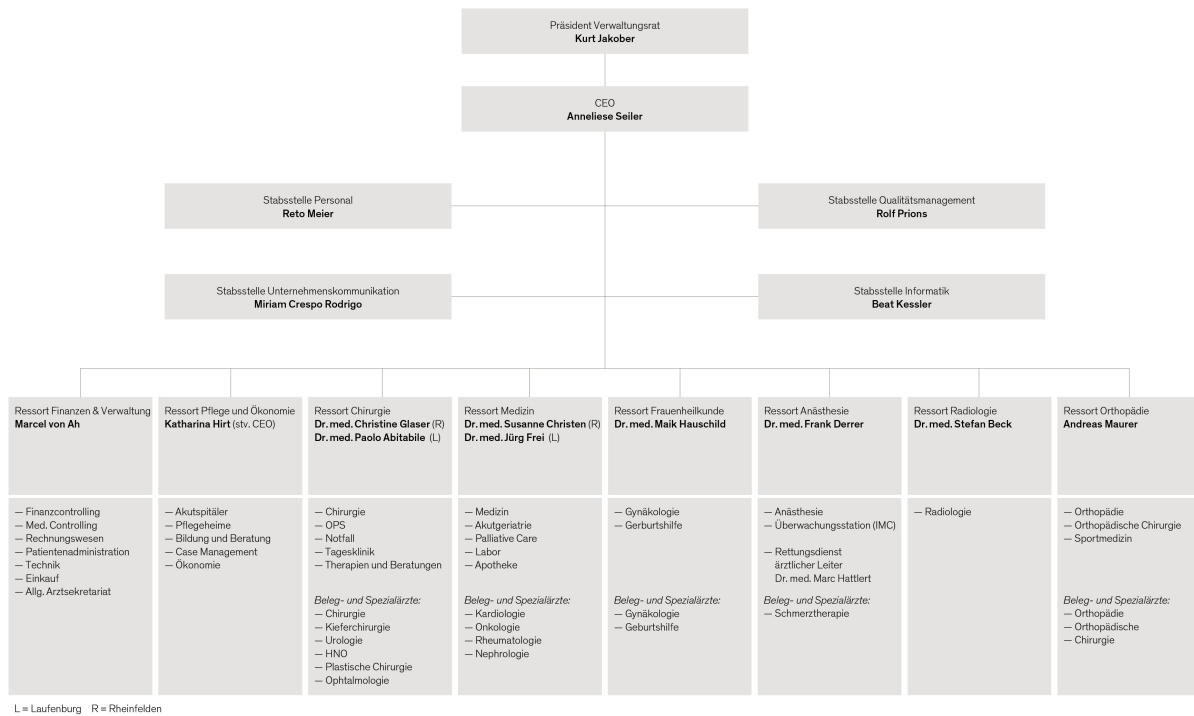 Präsident Verwaltungsrat
Kurt Jakober
CEO
Anneliese Seiler
Stabsstelle Personal
Reto Meier
Stabsstelle Qualitätsmanagement
Rolf Prions
Stabsstelle Unternehmenskommunikation
Miriam Crespo Rodrigo
Stabsstelle Informatik
Beat Kessler
Ressort Finanzen & Verwaltung
Marcel von Ah
— Finanzcontrolling
— Med. Controlling
— Rechnungswesen
— Patientenadministration
— Technik
— Einkauf
— Allg. Arztsekretariat
Ressort Pflege und Ökonomie
Katharina Hirt (stv. CEO)
— Akutspitäler
— Pflegeheime
— Bildung und Beratung
— Case Management
— Ökonomie
Ressort Chirurgie
Dr. med. Christine Glaser (R)
Dr. med. Paolo Abitabile (L)
— Chirurgie
— OPS
— Notfall
— Tagesklinik
— Therapien und Beratungen
Beleg- und Spezialärzte:
— Chirurgie
— Kieferchirurgie
— Urologie
— HNO
— Plastische Chirurgie
— Ophtalmologie
Ressort Medizin
Dr. med. Susanne Christen (R)
Dr. med. Jürg Frei (L)
— Medizin
— Akutgeriatrie
— Palliative Care
— Labor
— Apotheke
Beleg- und Spezialärzte:
— Kardiologie
— Onkologie
— Rheumatologie
— Nephrologie
Ressort Frauenheilkunde
Dr. med. Maik Hauschild
— Gynäkologie
— Gerburtshilfe
Beleg- und Spezialärzte:
— Gynäkologie
— Geburtshilfe
Ressort Anästhesie
Dr. med. Frank Derrer
— Anästhesie
— Überwachungsstation (IMC)
— Rettungsdienst
ärztlicher Leiter
Dr. med. Marc Hattlert
Beleg- und Spezialärzte:
— Schmerztherapie
Ressort Radiologie
Dr. med. Stefan Beck
— Radiologie
Ressort Orthopädie
Andreas Maurer
— Orthopädie
— Orthopädische Chirurgie
— Sportmedizin
Beleg- und Spezialärzte:
— Orthopädie
— Orthopädische
— Chirurgie
L = Laufenburg R = Rheinfelden